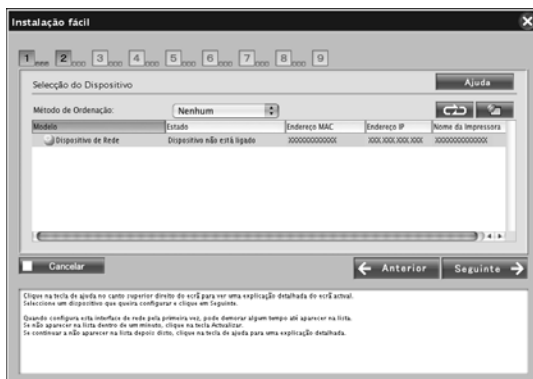 Instalação fácil
1 2 3 4 5 6 7 8 9
Selecção do Dispositivo
Ajuda
Método de Ordenação: Nenhum
Modelo Estado Endereço MAC Endereço IP Nome da Impressora
Dispositivo de Rede Dispositivo não está ligado XXXXXXXXXXXX XXX.XXX.XXX.XXX XXXXXXXXXXXXX
Cancelar
Anterior
Seguinte
Clique na tecla de ajuda no canto superior direito do ecrã para ver uma explicação detalhada do ecrã actual.
Seleccione um dispositivo que queira configurar e clique em Seguinte.
Quando configura esta interface de rede pela primeira vez, pode demorar algum tempo até aparecer na lista.
Se não aparecer na lista dentro de um minuto, clique na tecla Actualizar.
Se continuar a não aparecer na lista depois disto, clique na tecla de ajuda para uma explicação detalhada.